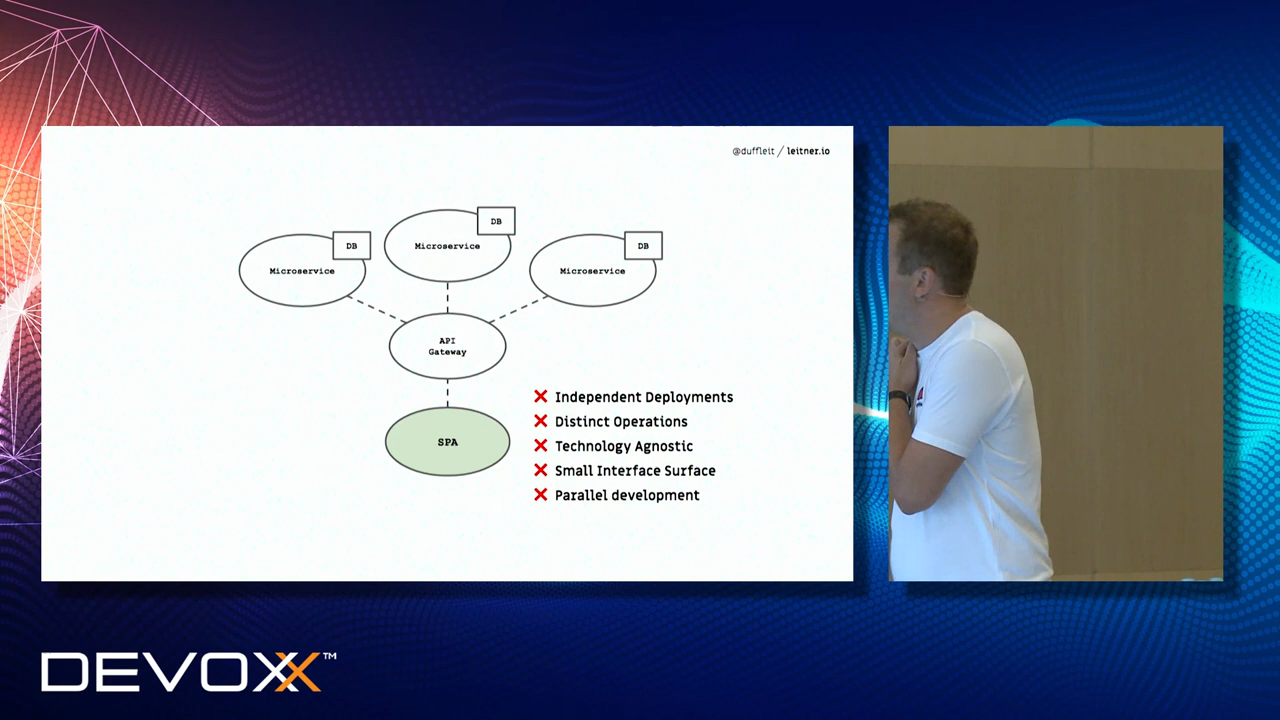 @duffleit / leitner.io
DB
DB
DB
Microservice
Microservice
Microservice
API
Gateway
SPA
❌ Independent Deployments
❌ Distinct Operations
❌ Technology Agnostic
❌ Small Interface Surface
❌ Parallel development
DEVOXX™